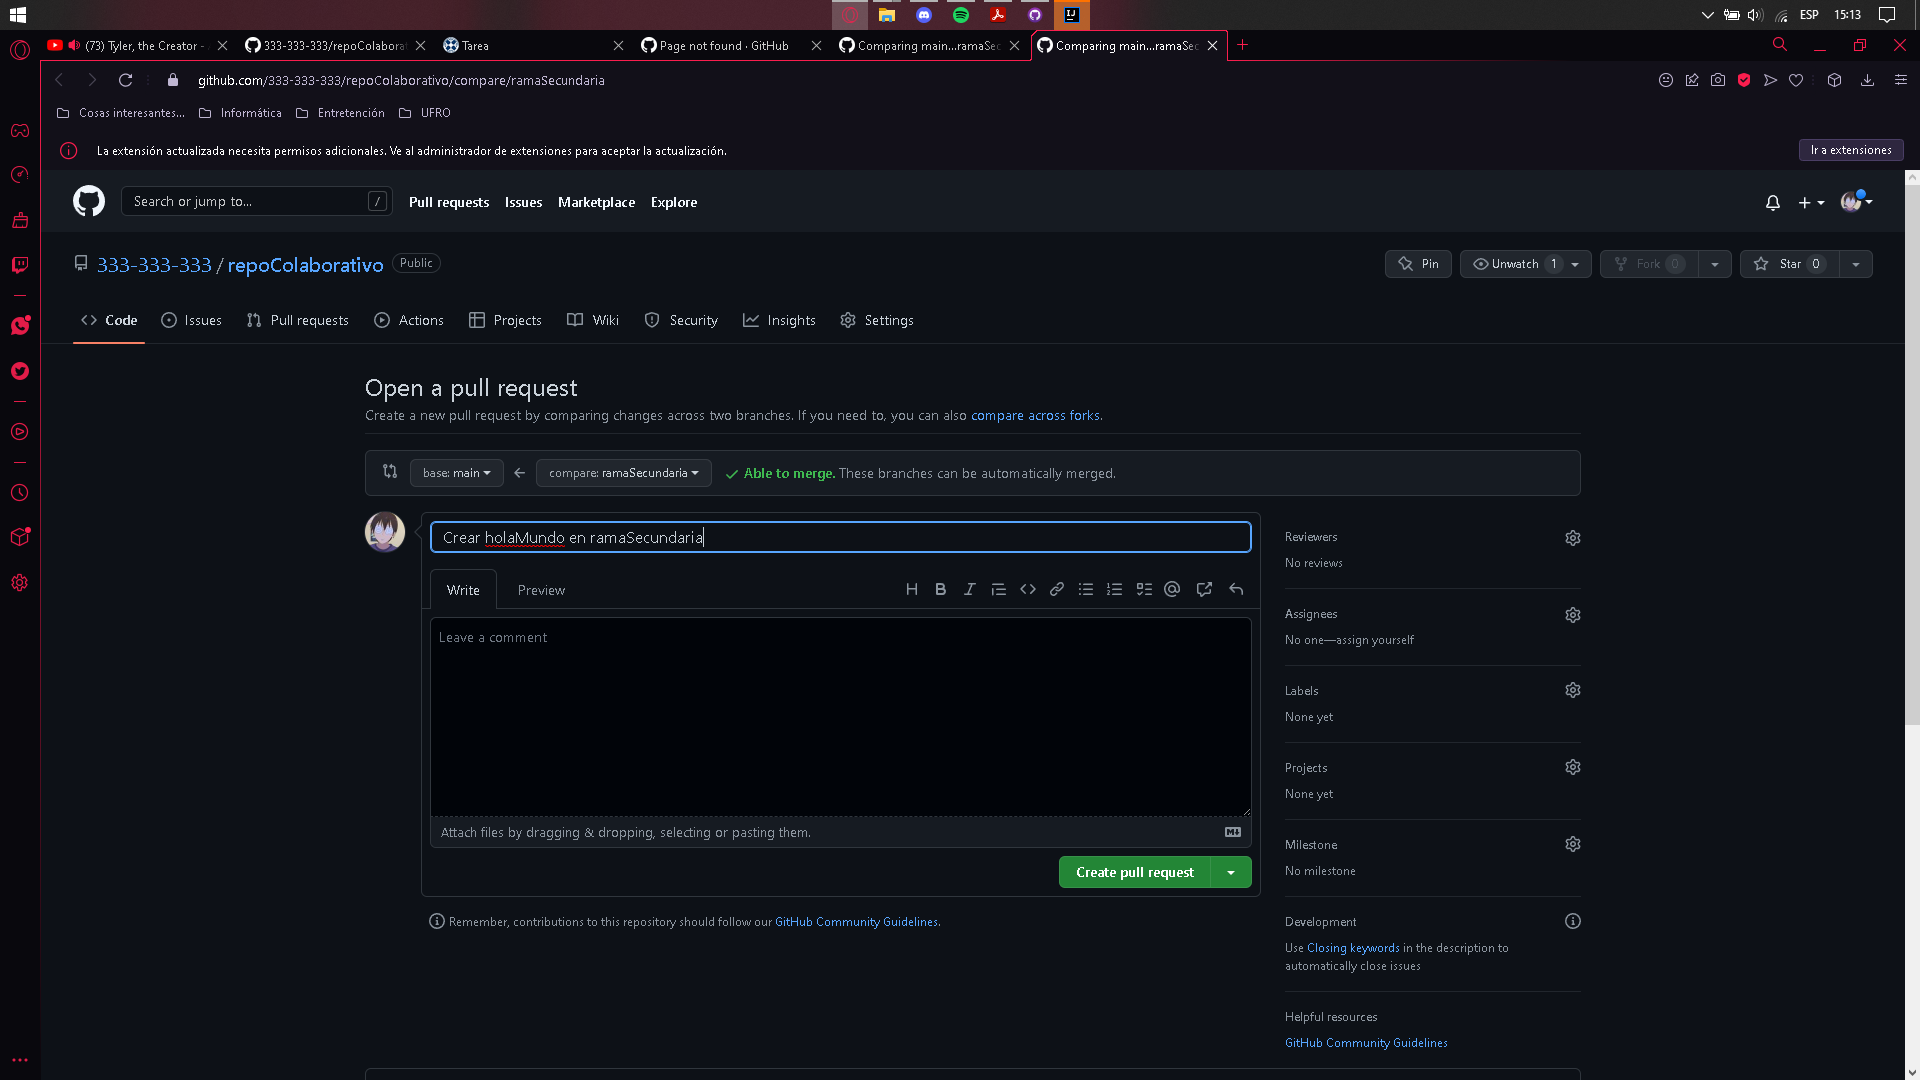 ESP 15:13
(73) Tyler, the Creator -
333-333-333/repoColabora
Tarea
Page not found · GitHub
Comparing main...ramaSec
Comparing main...ramaSec
github.com/333-333-333/repoColaborativo/compare/ramaSecundaria
Cosas interesantes... Informática Entretención UFRO
La extensión actualizada necesita permisos adicionales. Ve al administrador de extensiones para aceptar la actualización.
Ir a extensiones
Search or jump to... /
Pull requests Issues Marketplace Explore
333-333-333 / repoColaborativo Public
Pin Unwatch 1 Fork 0 Star 0
Code Issues Pull requests Actions Projects Wiki Security Insights Settings
Open a pull request
Create a new pull request by comparing changes across two branches. If you need to, you can also compare across forks.
base: main compare: ramaSecundaria Able to merge. These branches can be automatically merged.
Crear holaMundo en ramaSecundaria
Write Preview
Leave a comment
Attach files by dragging & dropping, selecting or pasting them.
Create pull request
Remember, contributions to this repository should follow our GitHub Community Guidelines.
Reviewers
No reviews
Assignees
No one—assign yourself
Labels
None yet
Projects
None yet
Milestone
No milestone
Development
Use Closing keywords in the description to
automatically close issues
Helpful resources
GitHub Community Guidelines